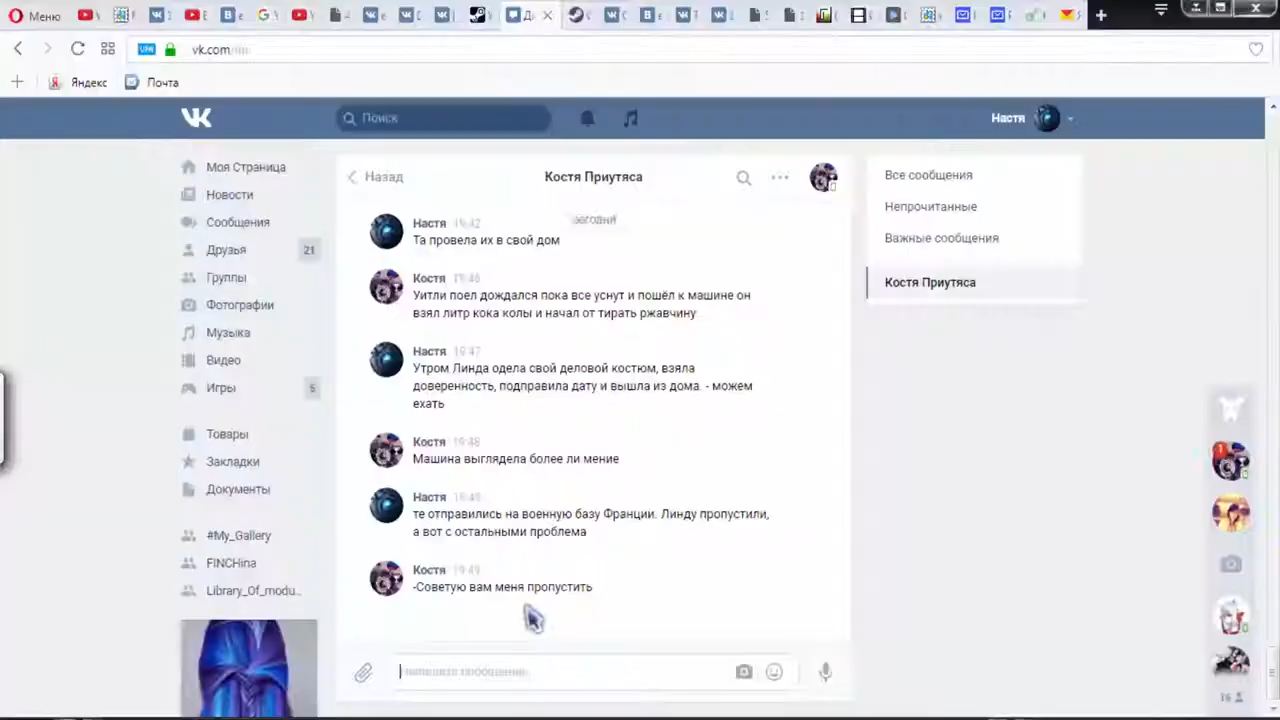 Меню
vk.com
Яндекс
Почта
Поиск
Настя
Моя Страница
Новости
Сообщения
Друзья
21
Группы
Фотографии
Музыка
Видео
Игры
5
Товары
Закладки
Документы
#My_Gallery
FINCHina
Library_Of_modu...
Назад
Костя Приутяса
сегодня
Настя 19:42
Та провела их в свой дом
Костя 19:46
Уитли поел дождался пока все уснут и пошёл к машине он
взял литр кока колы и начал от тирать ржавчину
Настя 19:47
Утром Линда одела свой деловой костюм, взяла
доверенность, подправила дату и вышла из дома. - можем
ехать
Костя 19:48
Машина выглядела более ли мение
Настя
те отправились на военную базу Франции. Линду пропустили,
а вот с остальными проблема
Костя 19:49
-Советую вам меня пропустить
Напишите сообщение...
Все сообщения
Непрочитанные
Важные сообщения
Костя Приутяса
1
16